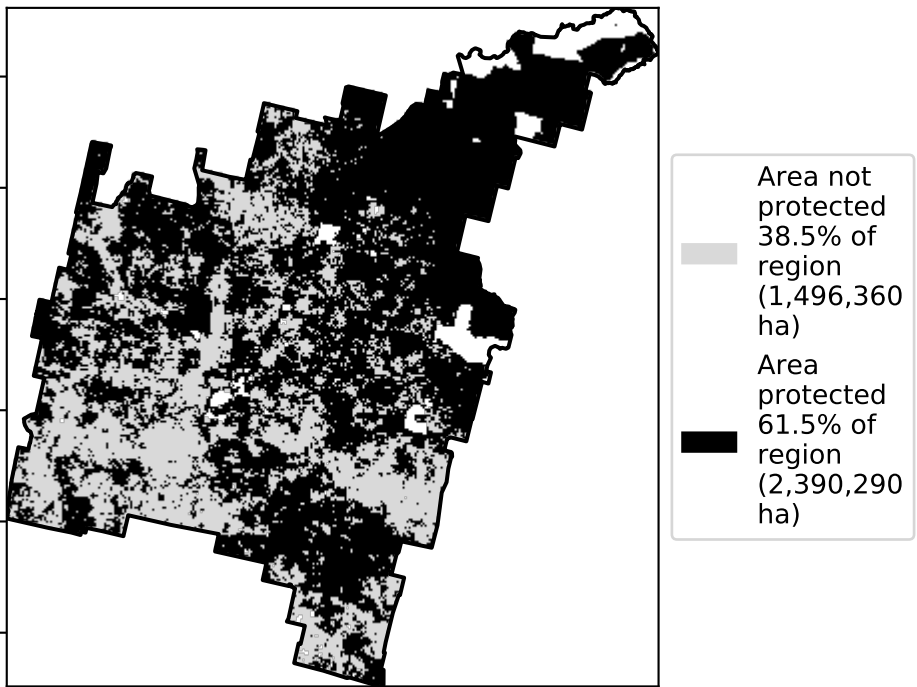 Area not
protected
38.5% of
region
(1,496,360
ha)
Area
protected
61.5% of
region
(2,390,290
ha)